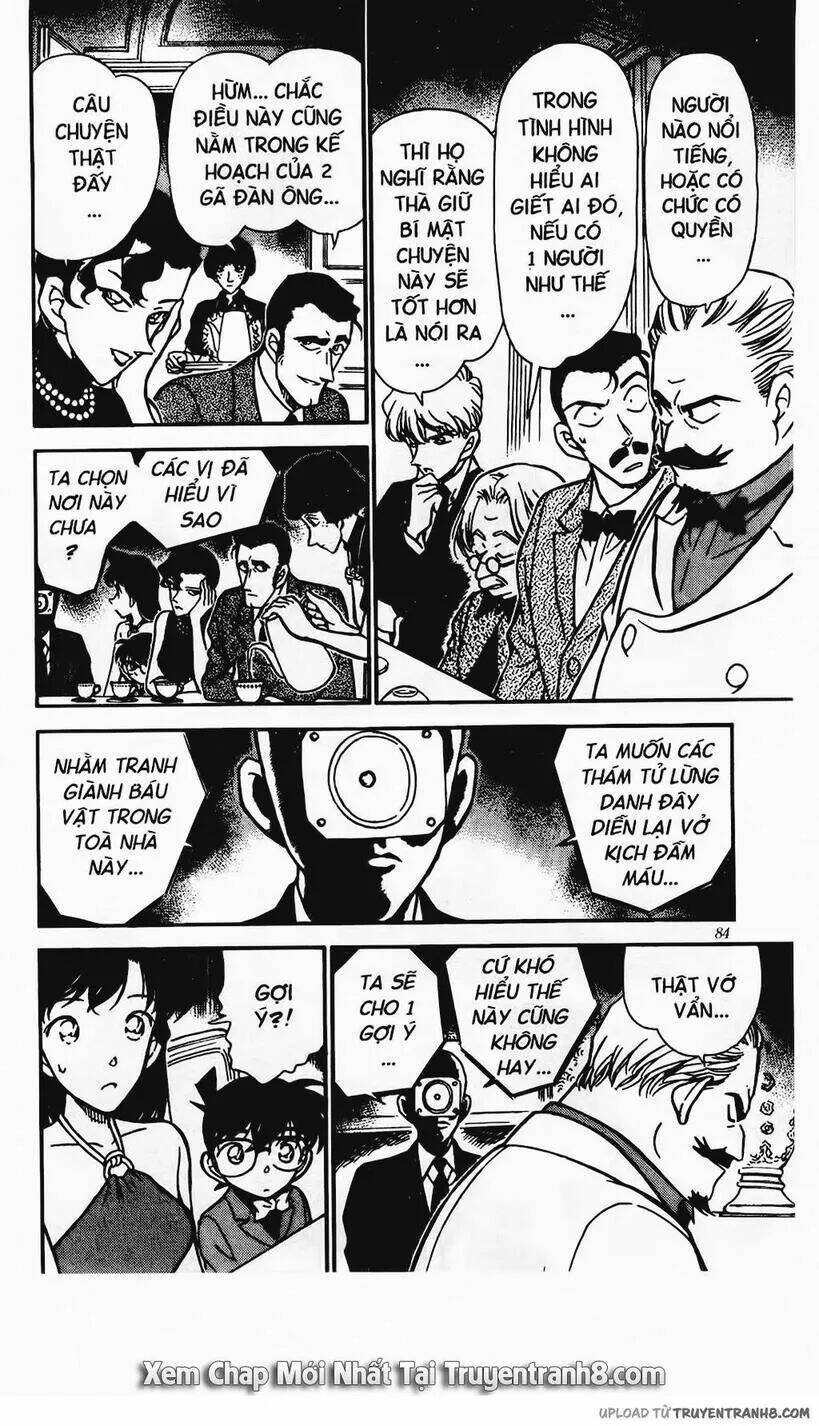 NGƯỜI
NÀO NỔI
TIẾNG,
HOẶC CÓ
CHỨC CÓ
QUYỀN
...
TRONG
TÌNH HÌNH
KHÔNG
HIỂU AI
GIẾT AI ĐÓ,
NẾU CÓ
1 NGƯỜI
NHƯ THẾ
...
THÌ HỌ
NGHĨ RẰNG
THÀ GIỮ
BÍ MẬT
CHUYỆN
NÀY SẼ
TỐT HƠN
LÀ NÓI RA
...
HỪM... CHẮC
ĐIỀU NÀY CŨNG
NẰM TRONG KẾ
HOẠCH CỦA 2
GÃ ĐÀN ÔNG...
CÂU
CHUYỆN
THẬT
ĐẤY
...
CÁC VỊ ĐÃ
HIỂU VÌ
SAO
TA CHỌN
NƠI NÀY
CHƯA
?
TA MUỐN CÁC
THÁM TỬ LỪNG
DANH ĐÂY
DIỄN LẠI VỞ
KỊCH ĐẦM
MÁU...
NHẰM TRANH
GIÀNH BÁU
VẬT TRONG
TOÀ NHÀ
NÀY...
84
THẬT VỚ
VẨN...
CỨ KHÓ
HIỂU THẾ
NÀY CŨNG
KHÔNG
HAY...
TA SẼ
CHO 1
GỢI Ý
...
GỢI
Ý?!
Xem Chap Mới Nhất Tại Truyentranh8.com
UPLOAD TỪ TRUYENTRANH8.COM